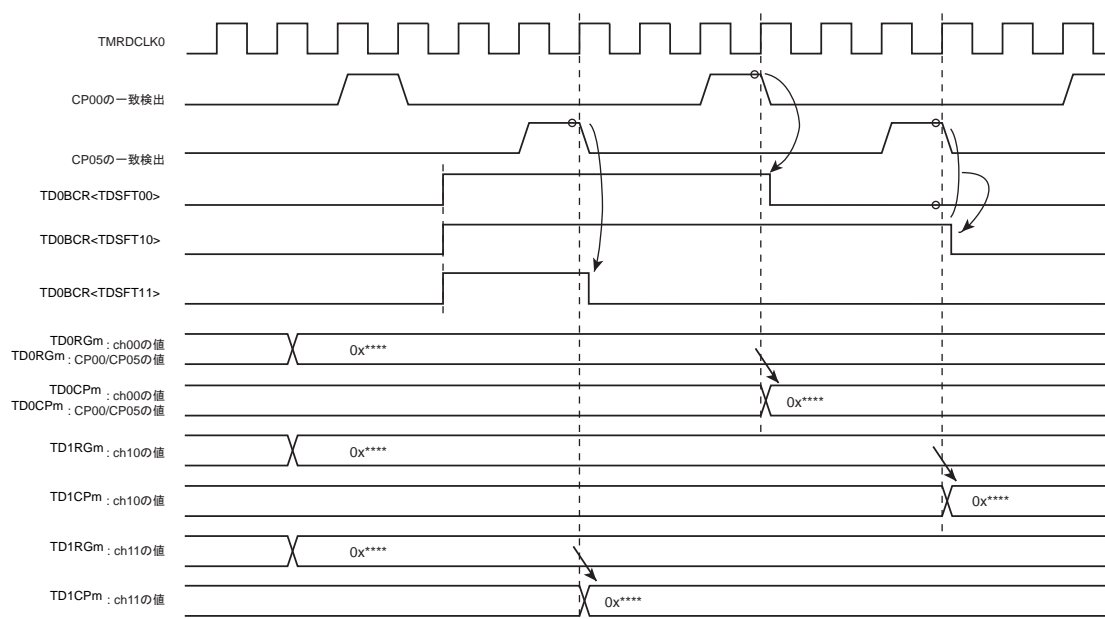 TMRDCLK0
CP00の一致検出
CP05の一致検出
TD0BCR<TDSFT00>
TD0BCR<TDSFT10>
TD0BCR<TDSFT11>
TD0RGm : ch00の値
TD0RGm : CP00/CP05の値
0x****
TD0CPm : ch00の値
TD0CPm : CP00/CP05の値
0x****
TD1RGm : ch10の値
0x****
TD1CPm : ch10の値
0x****
TD1RGm : ch11の値
0x****
TD1CPm : ch11の値
0x****